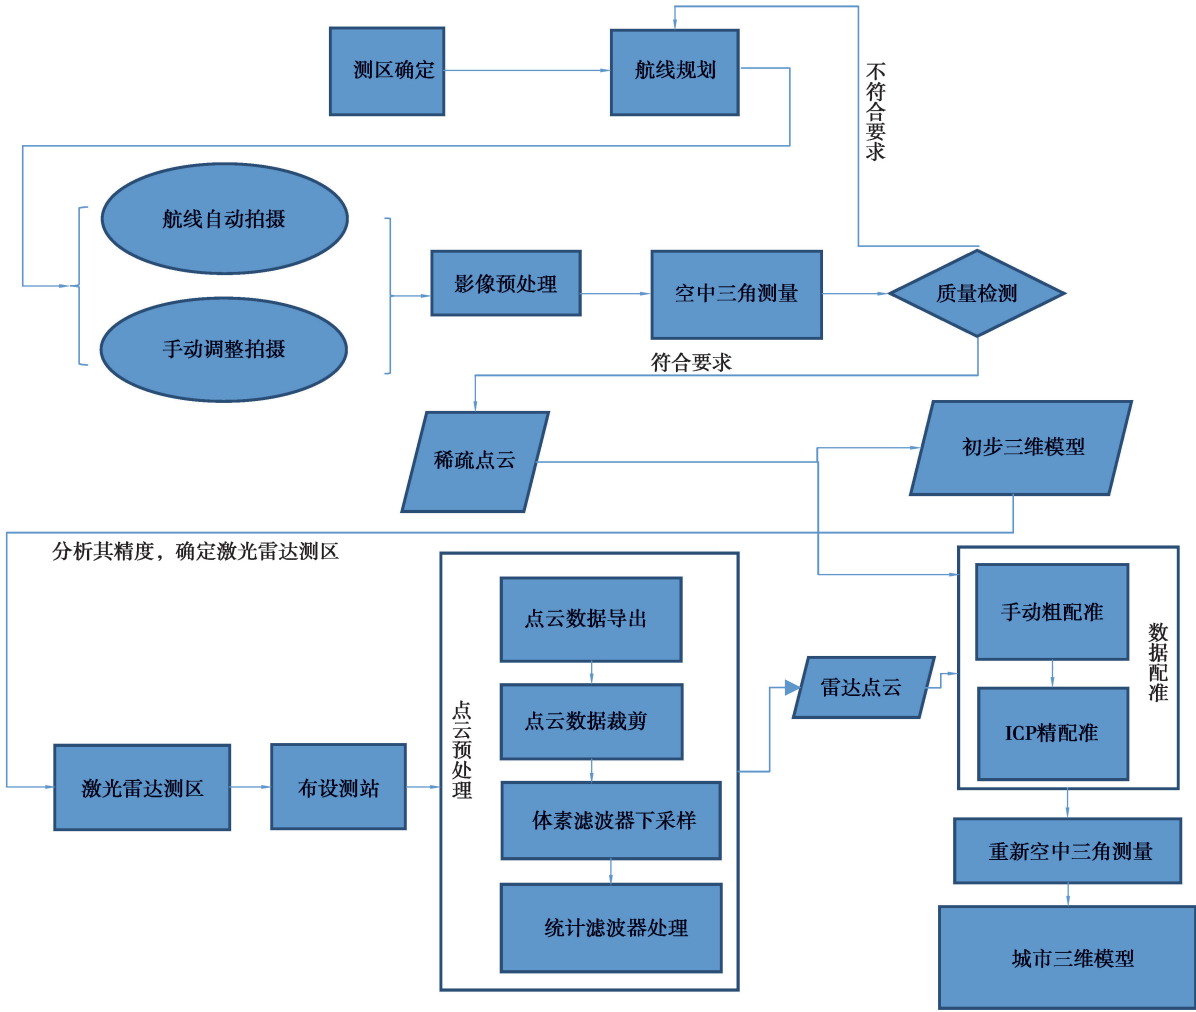 测区确定
航线规划
不符合要求
航线自动拍摄
手动调整拍摄
影像预处理
空中三角测量
质量检测
符合要求
稀疏点云
初步三维模型
分析其精度，确定激光雷达测区
点云数据导出
点云数据裁剪
体素滤波器下采样
统计滤波器处理
点云预处理
激光雷达测区
布设测站
雷达点云
手动粗配准
ICP精配准
数据配准
重新空中三角测量
城市三维模型